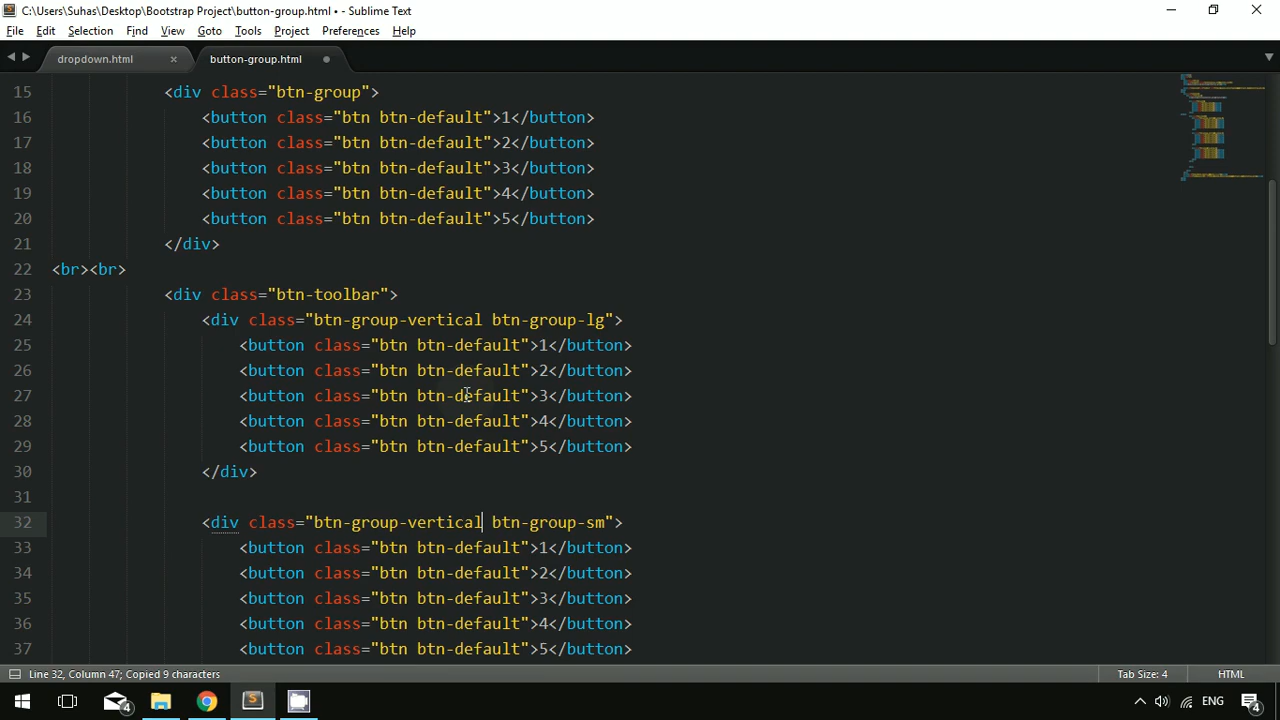 C:\Users\Suhas\Desktop\Bootstrap Project\button-group.html • - Sublime Text
File Edit Selection Find View Goto Tools Project Preferences Help
dropdown.html × button-group.html
15 <div class="btn-group">
16 <button class="btn btn-default">1</button>
17 <button class="btn btn-default">2</button>
18 <button class="btn btn-default">3</button>
19 <button class="btn btn-default">4</button>
20 <button class="btn btn-default">5</button>
21 </div>
22 <br><br>
23 <div class="btn-toolbar">
24 <div class="btn-group-vertical btn-group-lg">
25 <button class="btn btn-default">1</button>
26 <button class="btn btn-default">2</button>
27 <button class="btn btn-default">3</button>
28 <button class="btn btn-default">4</button>
29 <button class="btn btn-default">5</button>
30 </div>
31
32 <div class="btn-group-vertical btn-group-sm">
33 <button class="btn btn-default">1</button>
34 <button class="btn btn-default">2</button>
35 <button class="btn btn-default">3</button>
36 <button class="btn btn-default">4</button>
37 <button class="btn btn-default">5</button>
Line 32, Column 47; Copied 9 characters Tab Size: 4 HTML
4 S ENG 4